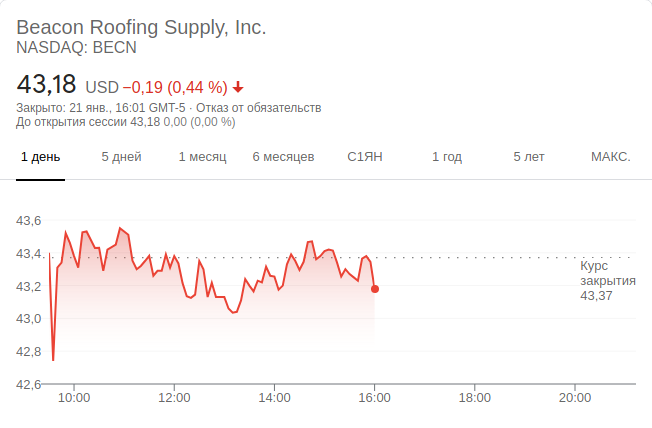 Beacon Roofing Supply, Inc.
NASDAQ: BECN
43,18 USD −0,19 (0,44 %)
Закрыто: 21 янв., 16:01 GMT-5 · Отказ от обязательств
До открытия сессии 43,18 0,00 (0,00 %)
1 день 5 дней 1 месяц 6 месяцев С1ЯН 1 год 5 лет МАКС.
43,6
43,4
Курс
закрытия
43,37
43,2
43,0
42,8
42,6
10:00 12:00 14:00 16:00 18:00 20:00